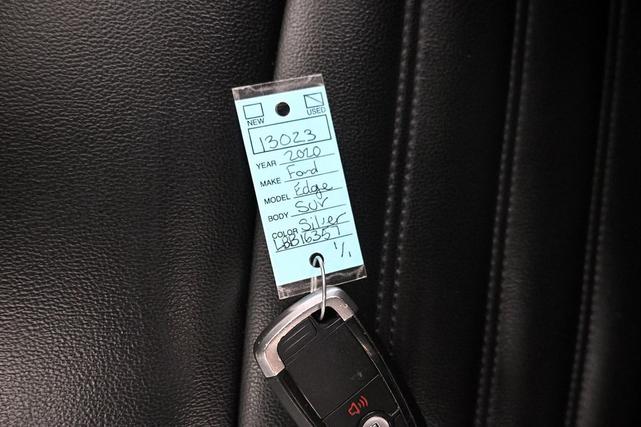 NEW USED
13023
YEAR 2020
MAKE Ford
MODEL Edge
BODY SUV
COLOR Silver
LBB16357
1/1